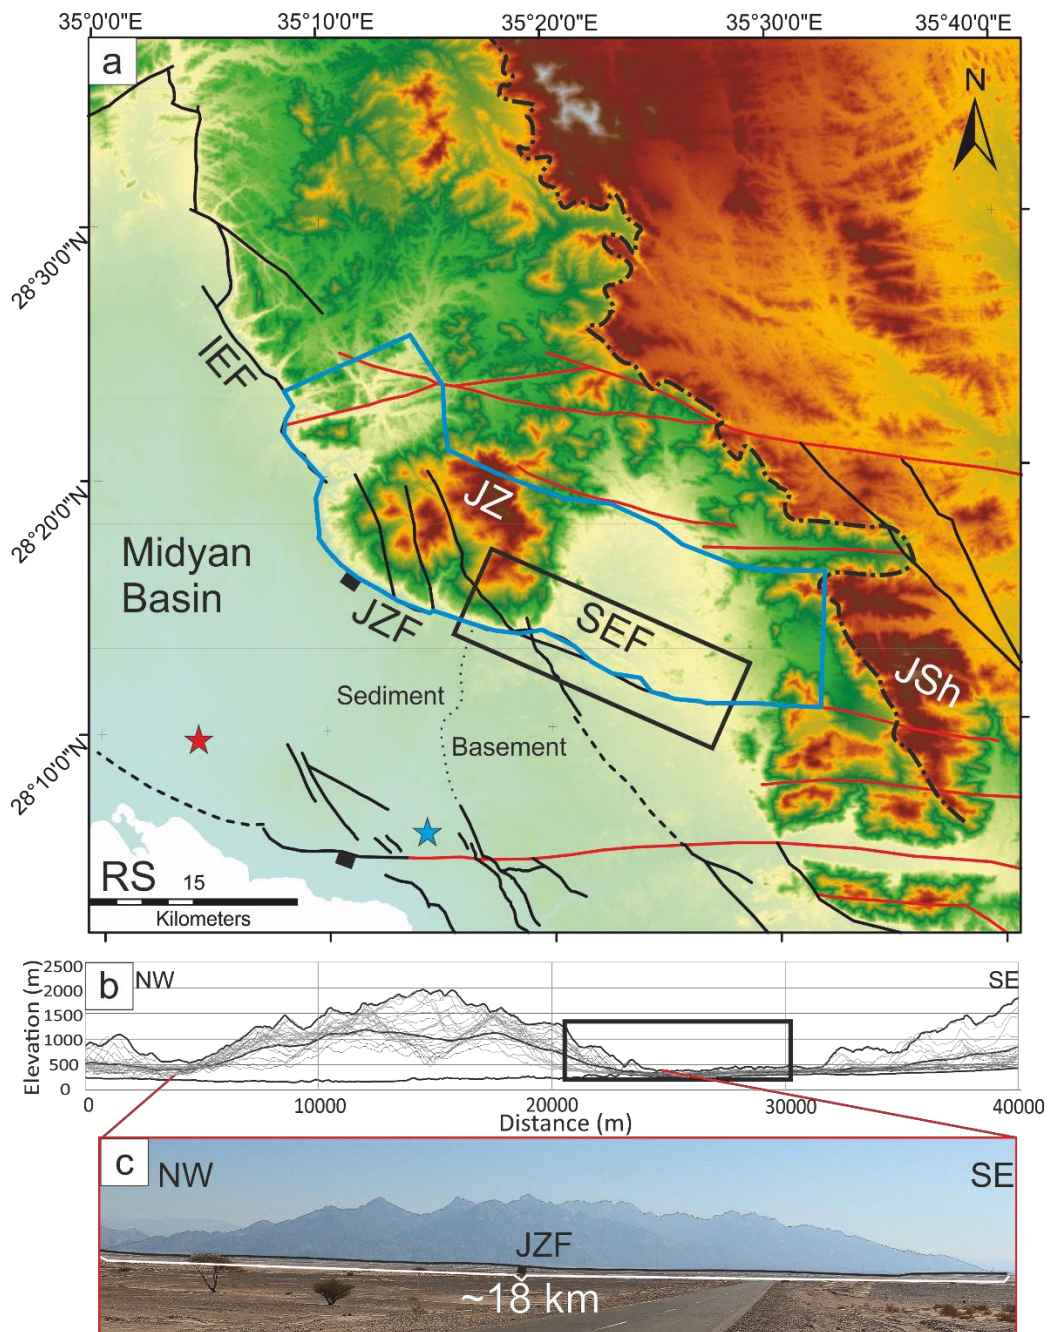 35°0'0"E 35°10'0"E 35°20'0"E 35°30'0"E 35°40'0"E
a
N
28°30'0"N
IEF
28°20'0"N
JZ
Midyan
Basin
JZF
SEF
JSh
Sediment
Basement
28°10'0"N
RS
15
Kilometers
b
NW
SE
Elevation (m)
2500
2000
1500
1000
500
0
0 10000 20000 30000 40000
Distance (m)
c
NW
SE
JZF
~18 km